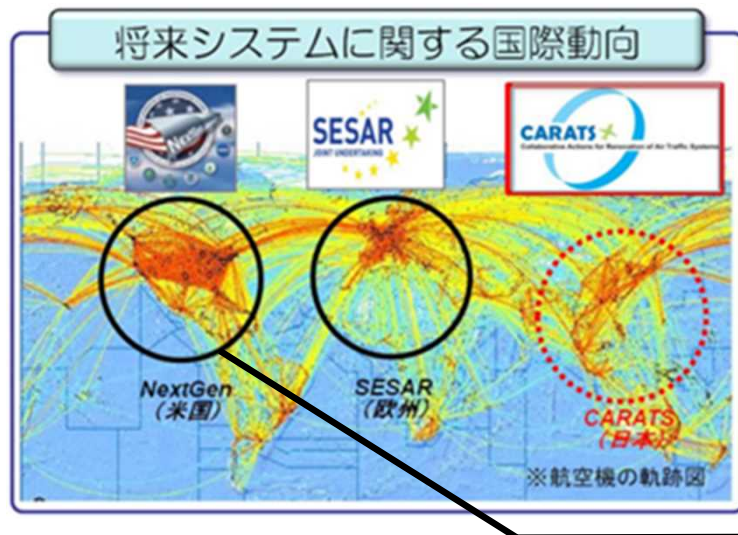 将来システムに関する国際動向
NextGen
SESAR
JOINT UNDERTAKING
CARATS
Collaborative Actions for Renovation of Air Traffic Systems
NextGen
(米国)
SESAR
(欧州)
CARATS
(日本)
※航空機の軌跡図